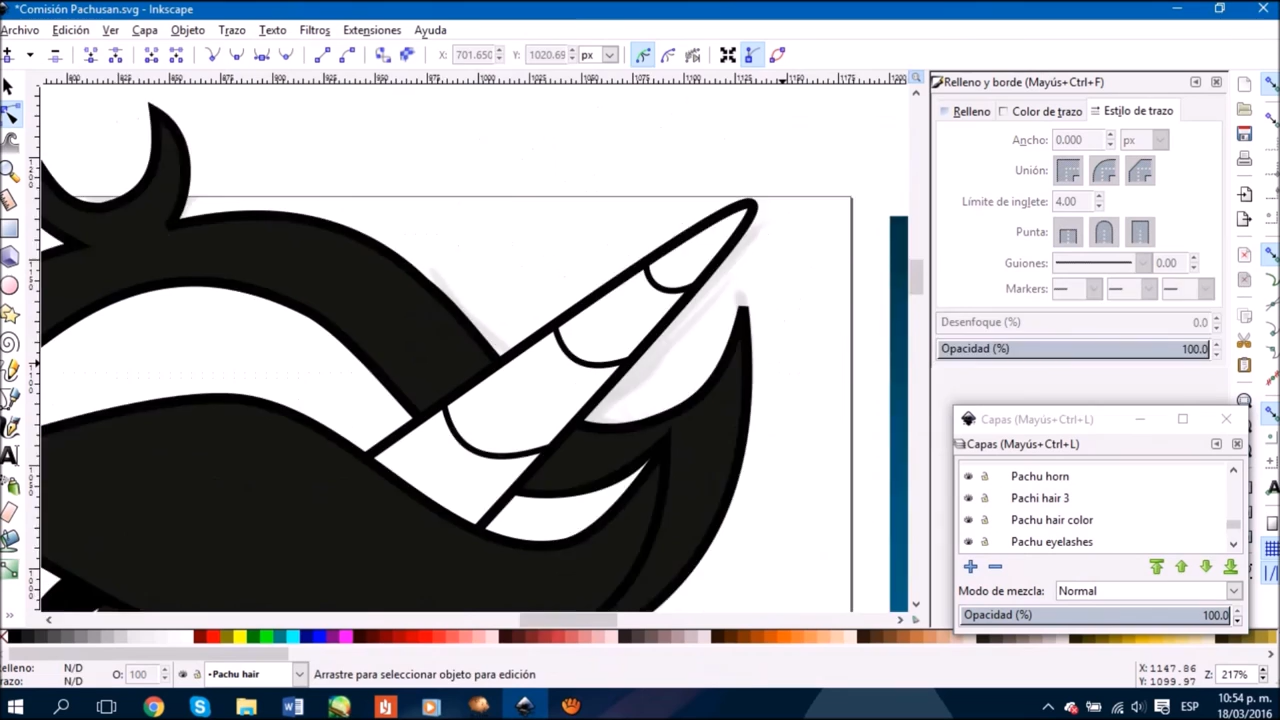 *Comisión Pachusan.svg - Inkscape
Archivo Edición Ver Capa Objeto Trazo Texto Filtros Extensiones Ayuda
X: 701.650 Y: 1020.69 px
Relleno y borde (Mayús+Ctrl+F)
Relleno Color de trazo Estilo de trazo
Ancho: 0.000 px
Unión:
Límite de inglete: 4.00
Punta:
Guiones: 0.00
Markers:
Desenfoque (%) 0.0
Opacidad (%) 100.0
Capas (Mayús+Ctrl+L)
Capas (Mayús+Ctrl+L)
Pachu horn
Pachi hair 3
Pachu hair color
Pachu eyelashes
Modo de mezcla: Normal
Opacidad (%) 100.0
Relleno: N/D
Trazo: N/D
O: 100
Pachu hair
Arrastre para seleccionar objeto para edición
X:1147.86
Y:1099.97
Z: 217%
ESP
10:54 p. m.
18/03/2016